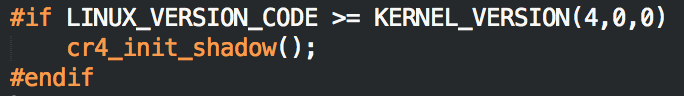 #if LINUX_VERSION_CODE >= KERNEL_VERSION(4,0,0)
    cr4_init_shadow();
#endif